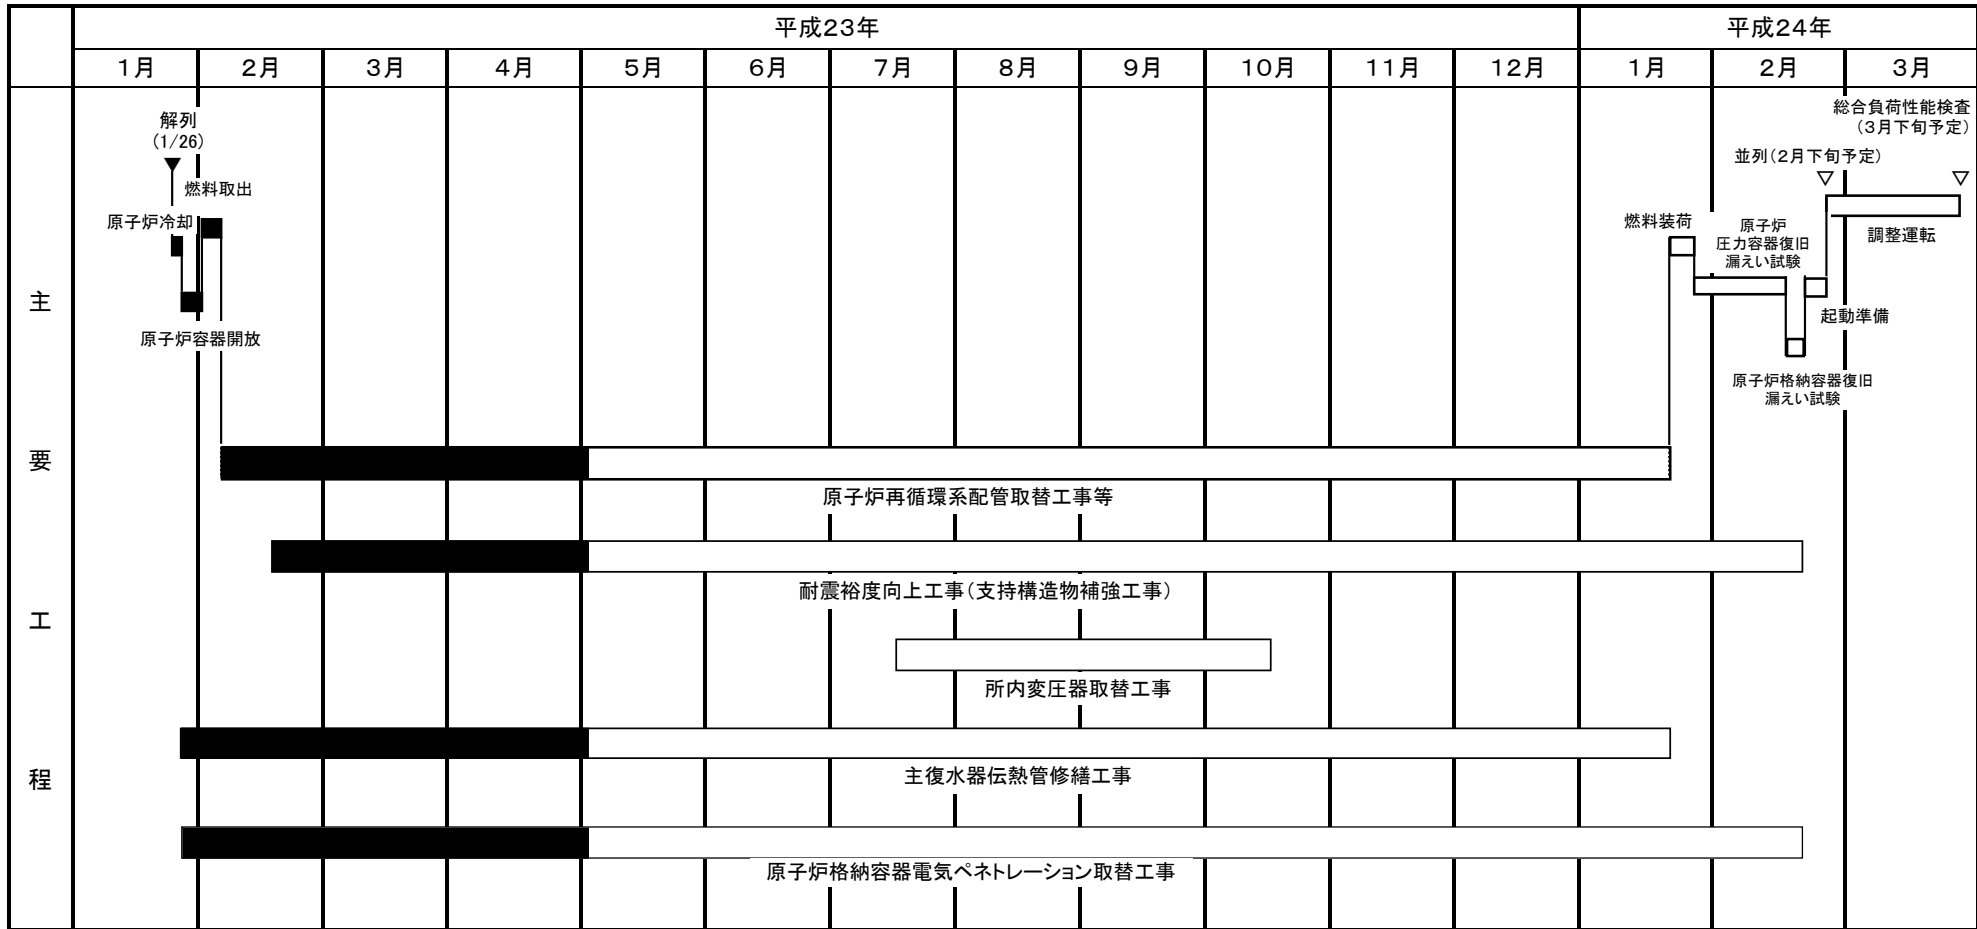 平成23年
平成24年
1月
2月
3月
4月
5月
6月
7月
8月
9月
10月
11月
12月
1月
2月
3月
主要工程
解列
(1/26)
燃料取出
原子炉冷却
原子炉容器開放
総合負荷性能検査
(3月下旬予定)
並列(2月下旬予定)
燃料装荷
原子炉
圧力容器復旧
漏えい試験
調整運転
起動準備
原子炉格納容器復旧
漏えい試験
原子炉再循環系配管取替工事等
耐震裕度向上工事(支持構造物補強工事)
所内変圧器取替工事
主復水器伝熱管修繕工事
原子炉格納容器電気ペネトレーション取替工事